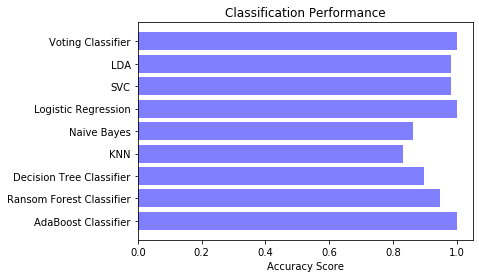 Classification Performance
Voting Classifier
LDA
SVC
Logistic Regression
Naive Bayes
KNN
Decision Tree Classifier
Ransom Forest Classifier
AdaBoost Classifier
0.0 0.2 0.4 0.6 0.8 1.0
Accuracy Score